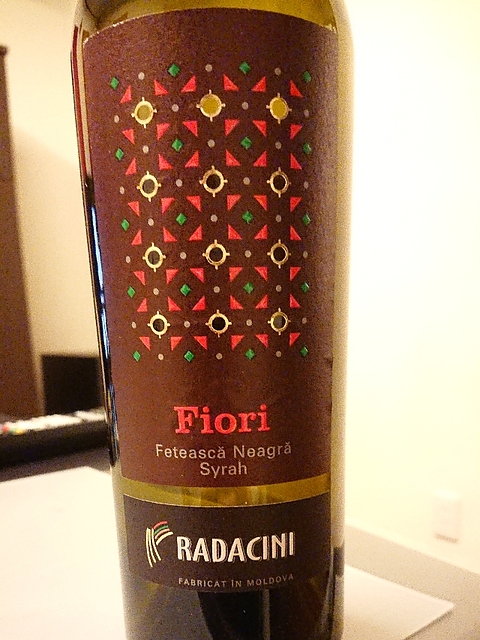 Fiori
Fetească Neagră
Syrah
RADACINI
FABRICAT ÎN MOLDOVA